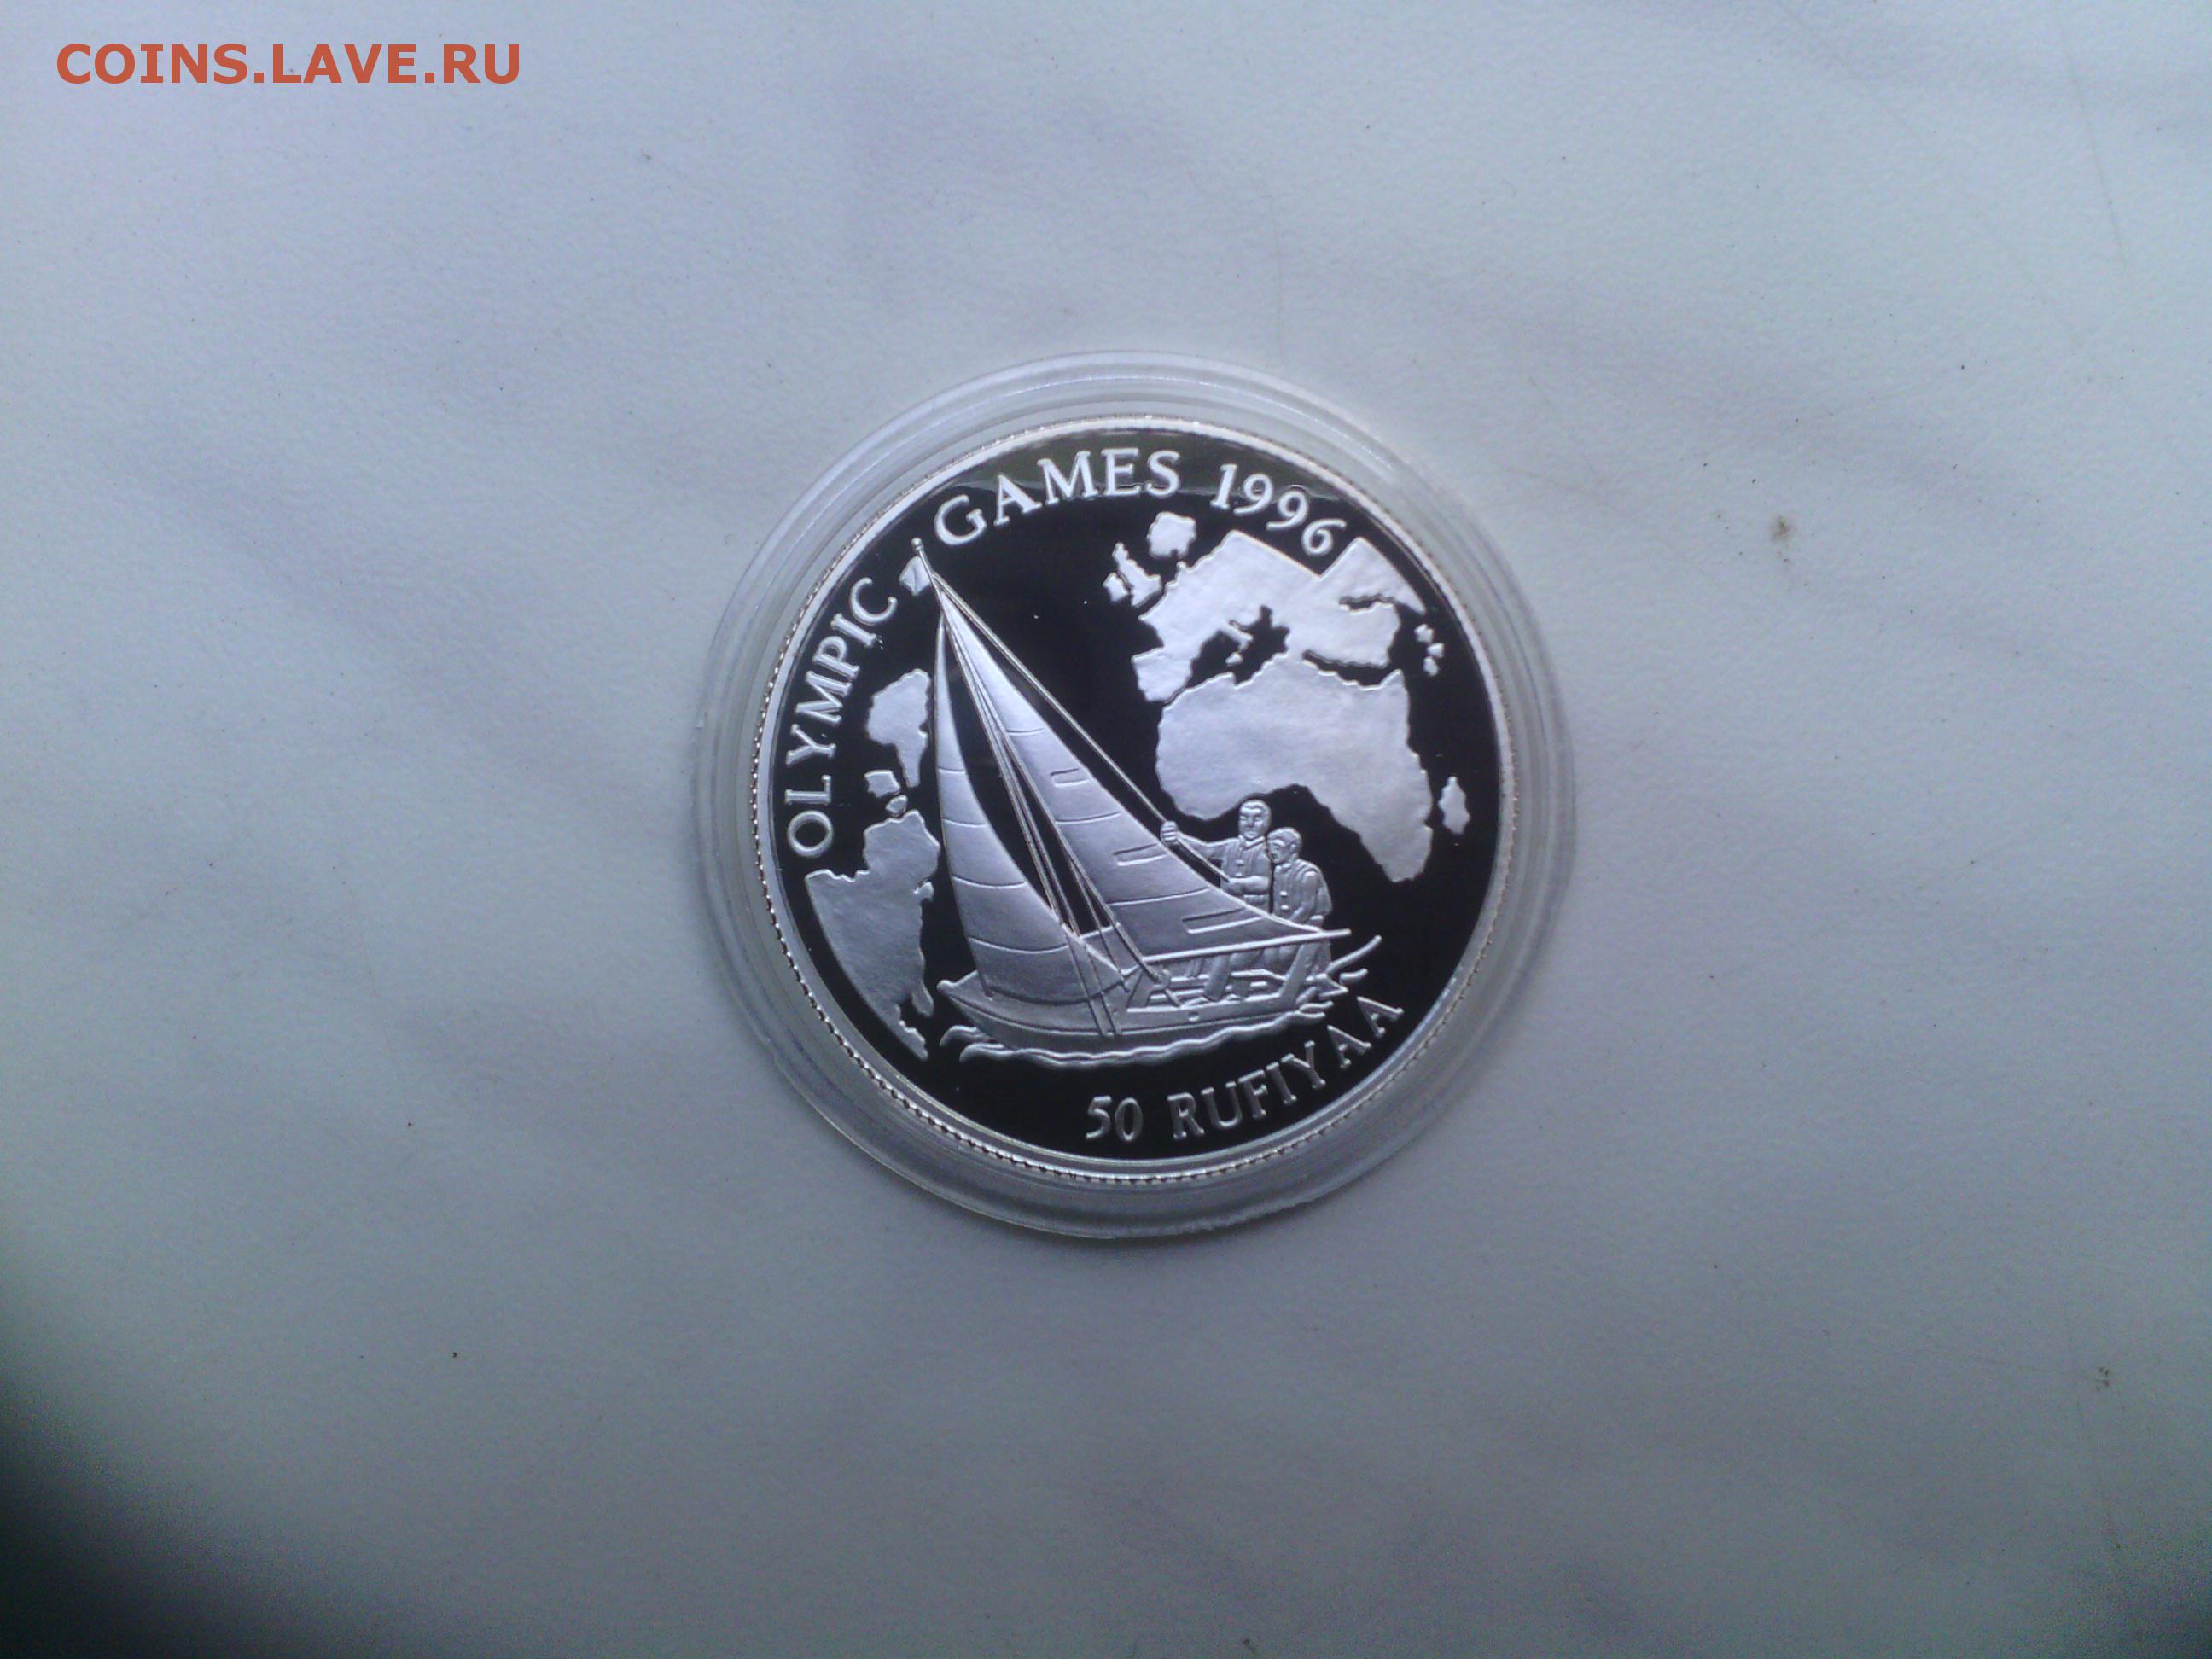 COINS.LAVE.RU
OLYMPIC GAMES 1996
50 RUFIYAA